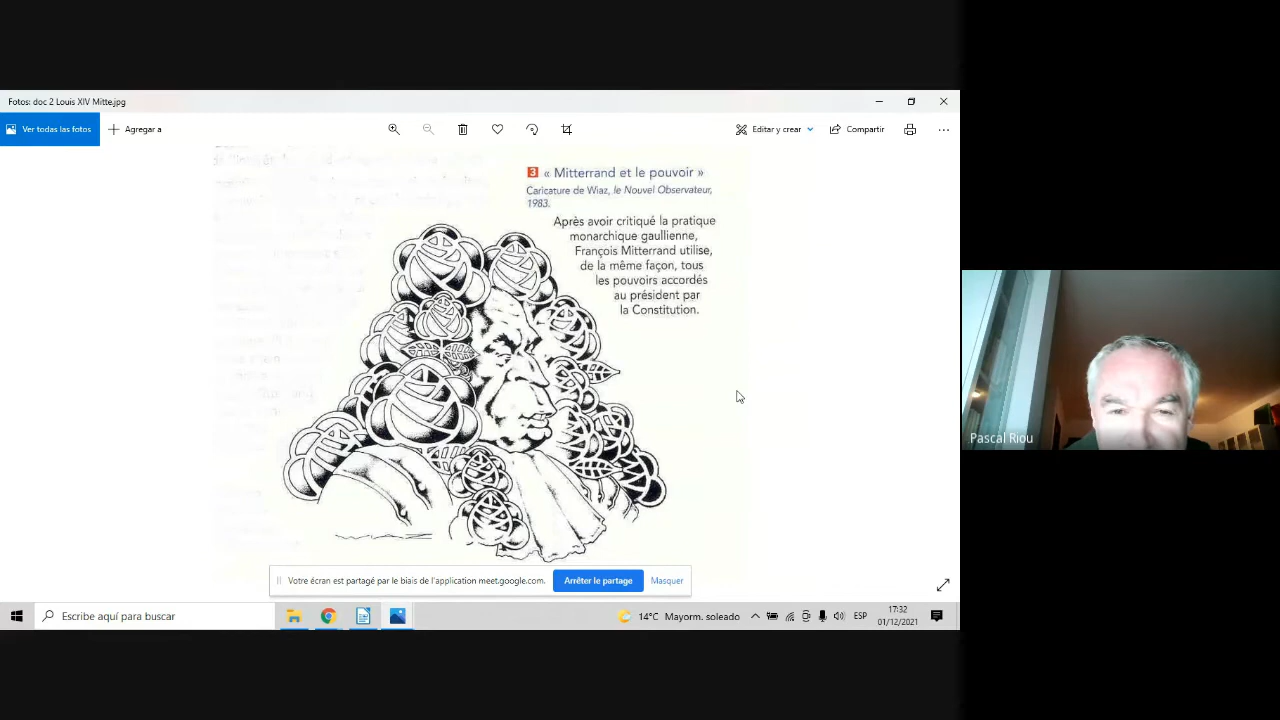 Fotos: doc 2 Louis XIV Mitte.jpg
Ver todas las fotos
Agregar a
Editar y crear
Compartir
3 « Mitterrand et le pouvoir »
Caricature de Wiaz, le Nouvel Observateur,
1983.
Après avoir critiqué la pratique
monarchique gaullienne,
François Mitterrand utilise,
de la même façon, tous
les pouvoirs accordés
au président par
la Constitution.
WIAZ
Pascal Riou
Votre écran est partagé par le biais de l'application meet.google.com.
Arrêter le partage
Masquer
Escribe aquí para buscar
14°C Mayorm. soleado
ESP
17:32
01/12/2021